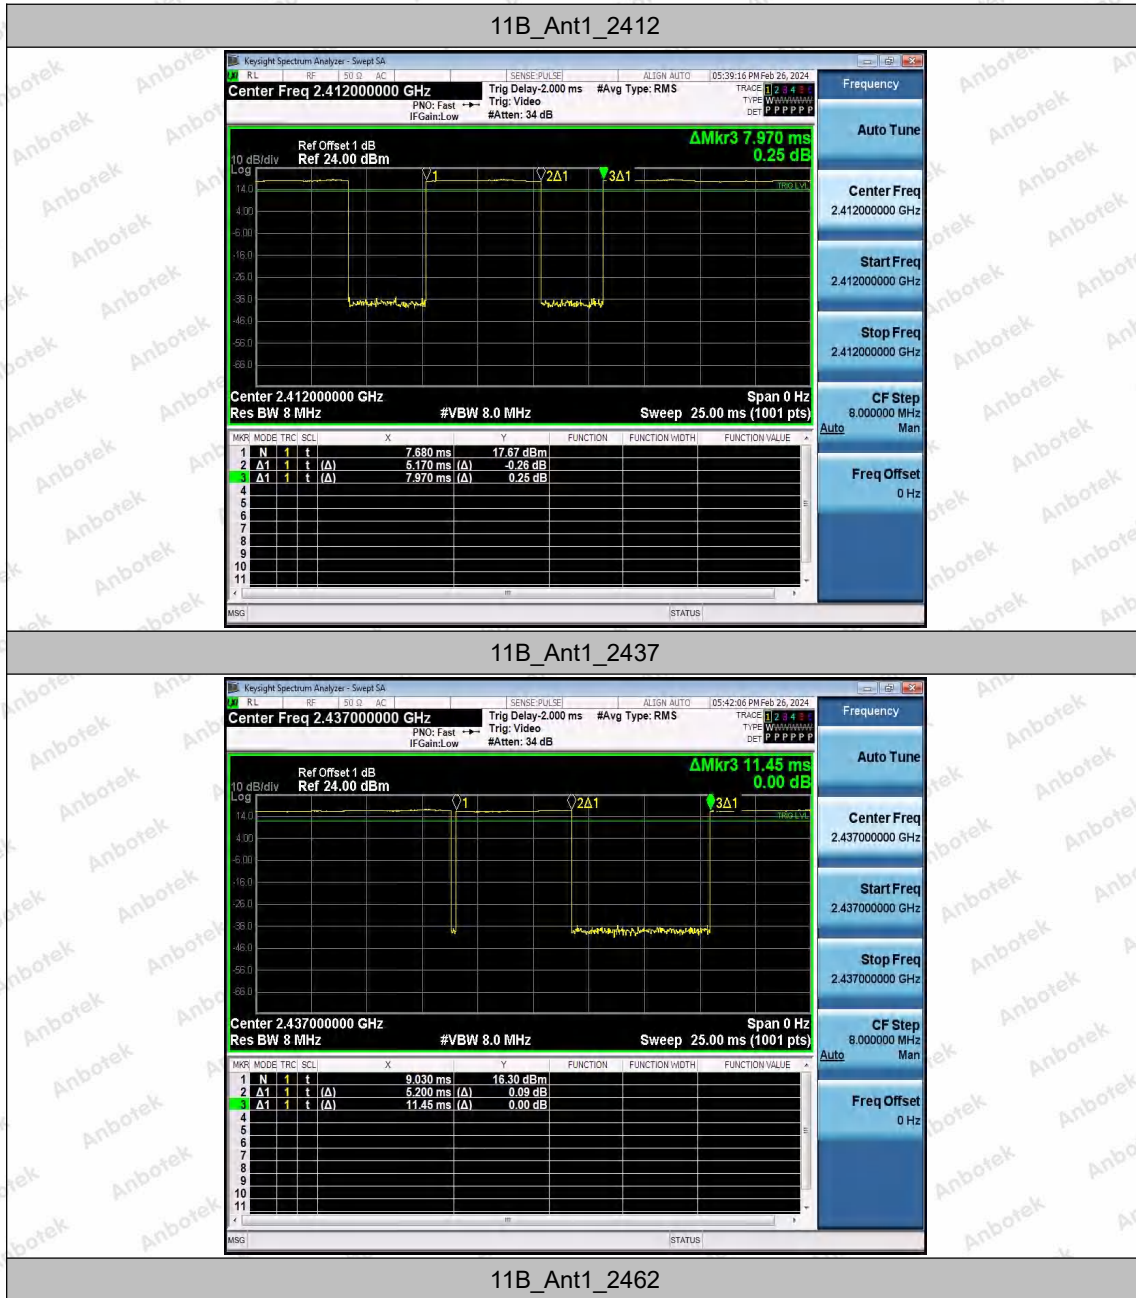 11B_Ant1_2412
Keysight Spectrum Analyzer - Swept SA
RL RF 50 Ω AC SENSE:PULSE ALIGN AUTO 05:39:16 PM Feb 26, 2024
Center Freq 2.412000000 GHz Trig Delay-2.000 ms #Avg Type: RMS TRACE 1 2 3 4 5 6
PNO: Fast Trig: Video TYPE WWWWWW
IFGain:Low #Atten: 34 dB DET P P P P P P
Frequency
ΔMkr3 7.970 ms
0.25 dB
Ref Offset 1 dB
10 dB/div Ref 24.00 dBm
Log
1 2Δ1 3Δ1
TRIG LVL
14.0
4.00
-6.00
-16.0
-26.0
-36.0
-46.0
-56.0
-66.0
Center 2.412000000 GHz Span 0 Hz
Res BW 8 MHz #VBW 8.0 MHz Sweep 25.00 ms (1001 pts)
MKR MODE TRC SCL X Y FUNCTION FUNCTION WIDTH FUNCTION VALUE
1 N 1 t 7.680 ms 17.67 dBm
2 Δ1 1 t (Δ) 5.170 ms (Δ) -0.26 dB
3 Δ1 1 t (Δ) 7.970 ms (Δ) 0.25 dB
4
5
6
7
8
9
10
11
MSG STATUS
Auto Tune
Center Freq
2.412000000 GHz
Start Freq
2.412000000 GHz
Stop Freq
2.412000000 GHz
CF Step
8.000000 MHz
Auto Man
Freq Offset
0 Hz
11B_Ant1_2437
Keysight Spectrum Analyzer - Swept SA
RL RF 50 Ω AC SENSE:PULSE ALIGN AUTO 05:42:06 PM Feb 26, 2024
Center Freq 2.437000000 GHz Trig Delay-2.000 ms #Avg Type: RMS TRACE 1 2 3 4 5 6
PNO: Fast Trig: Video TYPE WWWWWW
IFGain:Low #Atten: 34 dB DET P P P P P P
Frequency
ΔMkr3 11.45 ms
0.00 dB
Ref Offset 1 dB
10 dB/div Ref 24.00 dBm
Log
1 2Δ1 3Δ1
TRIG LVL
14.0
4.00
-6.00
-16.0
-26.0
-36.0
-46.0
-56.0
-66.0
Center 2.437000000 GHz Span 0 Hz
Res BW 8 MHz #VBW 8.0 MHz Sweep 25.00 ms (1001 pts)
MKR MODE TRC SCL X Y FUNCTION FUNCTION WIDTH FUNCTION VALUE
1 N 1 t 9.030 ms 16.30 dBm
2 Δ1 1 t (Δ) 5.200 ms (Δ) 0.09 dB
3 Δ1 1 t (Δ) 11.45 ms (Δ) 0.00 dB
4
5
6
7
8
9
10
11
MSG STATUS
Auto Tune
Center Freq
2.437000000 GHz
Start Freq
2.437000000 GHz
Stop Freq
2.437000000 GHz
CF Step
8.000000 MHz
Auto Man
Freq Offset
0 Hz
11B_Ant1_2462